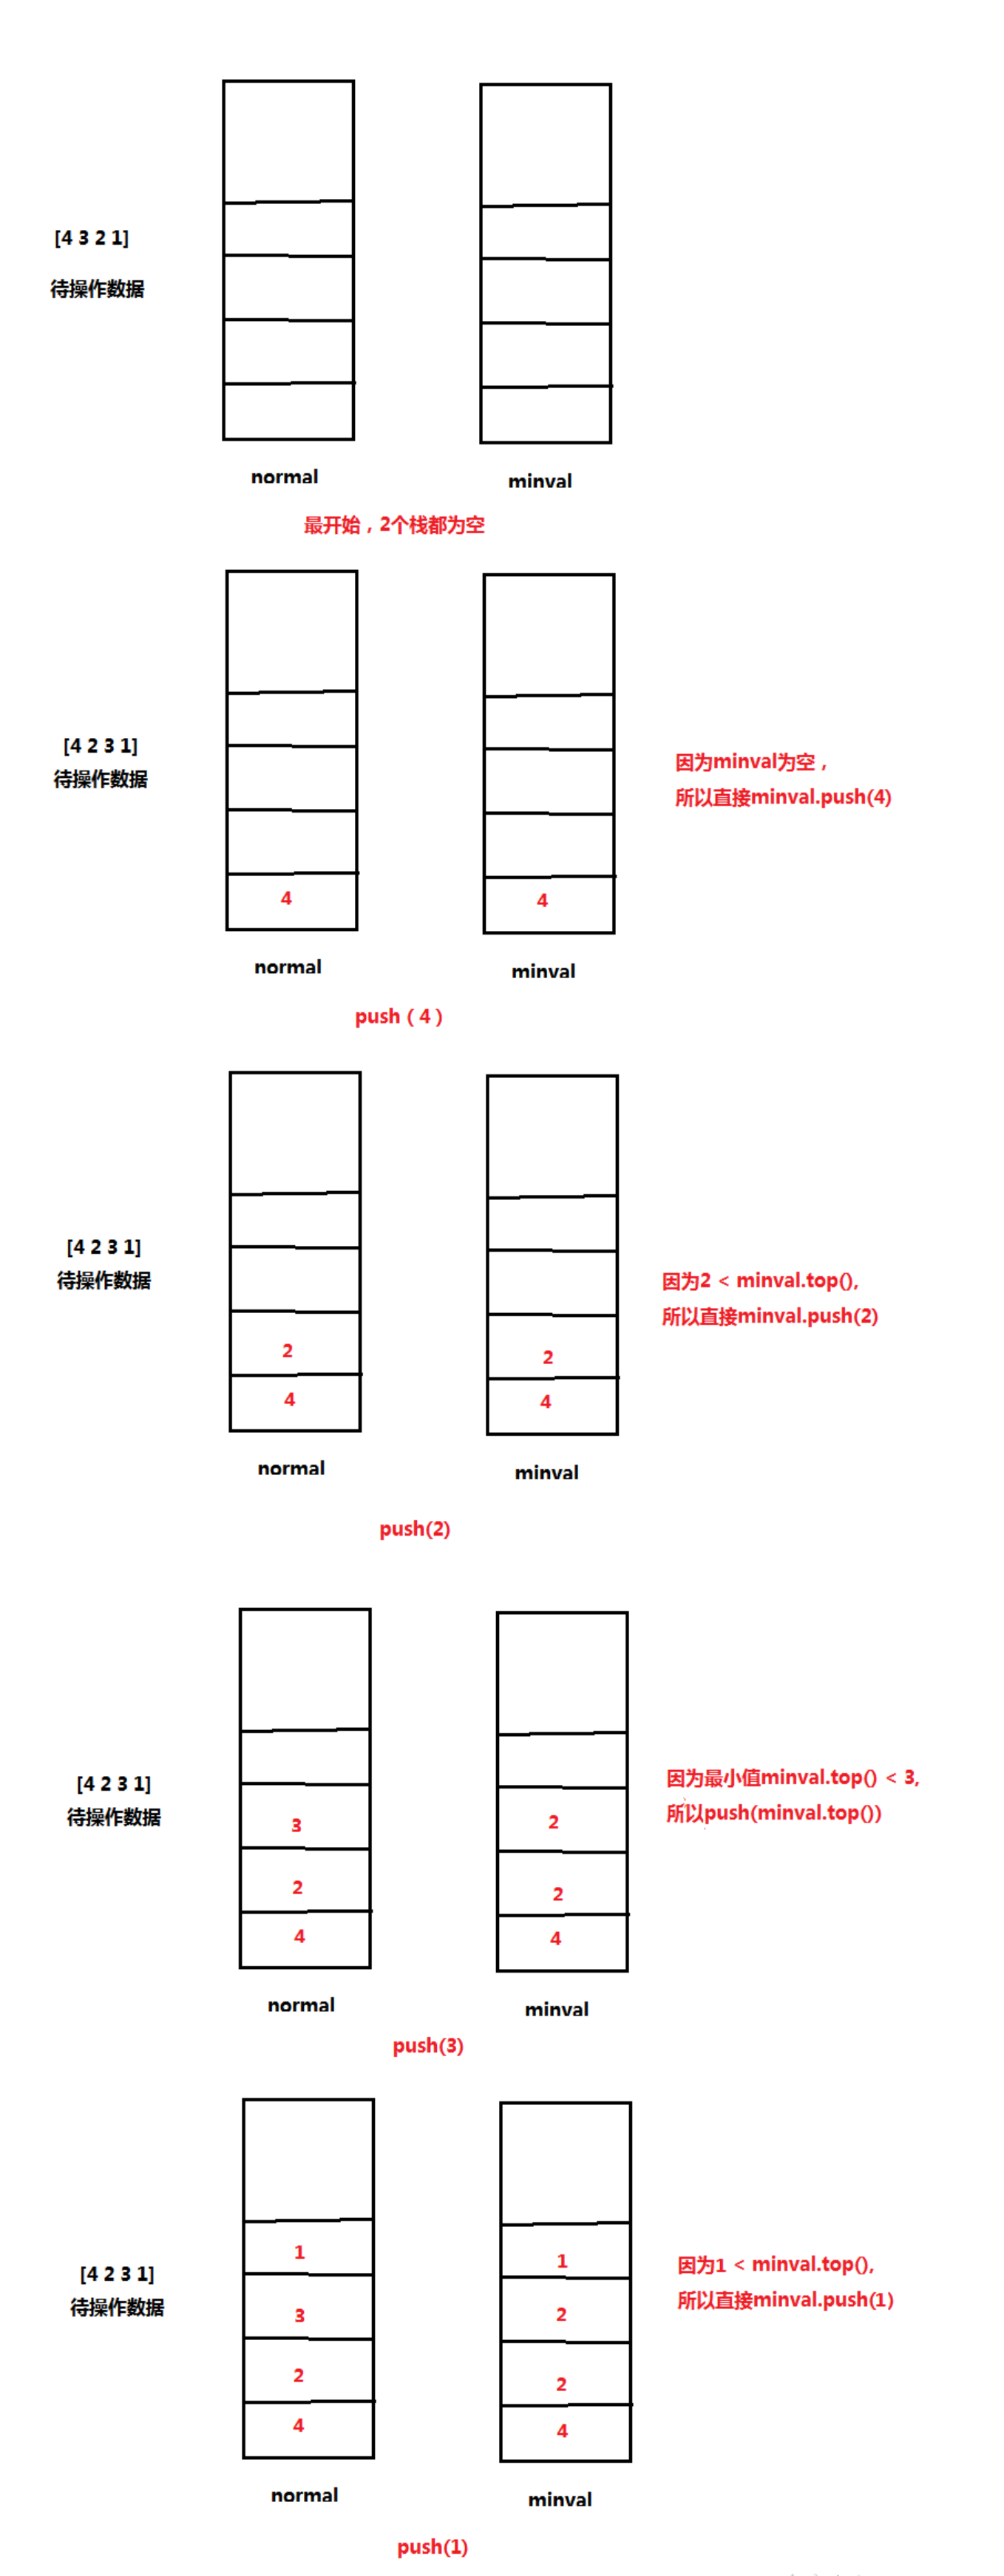 [4 3 2 1]
待操作数据
normal
minval
最开始，2个栈都为空
[4 2 3 1]
待操作数据
因为minval为空，
所以直接minval.push(4)
4
4
normal
minval
push（4）
[4 2 3 1]
待操作数据
因为2 < minval.top(),
所以直接minval.push(2)
2
2
4
4
normal
minval
push(2)
[4 2 3 1]
待操作数据
因为最小值minval.top() < 3,
所以push(minval.top())
3
2
2
2
4
4
normal
minval
push(3)
[4 2 3 1]
待操作数据
因为1 < minval.top(),
所以直接minval.push(1)
1
1
3
2
2
2
4
4
normal
minval
push(1)